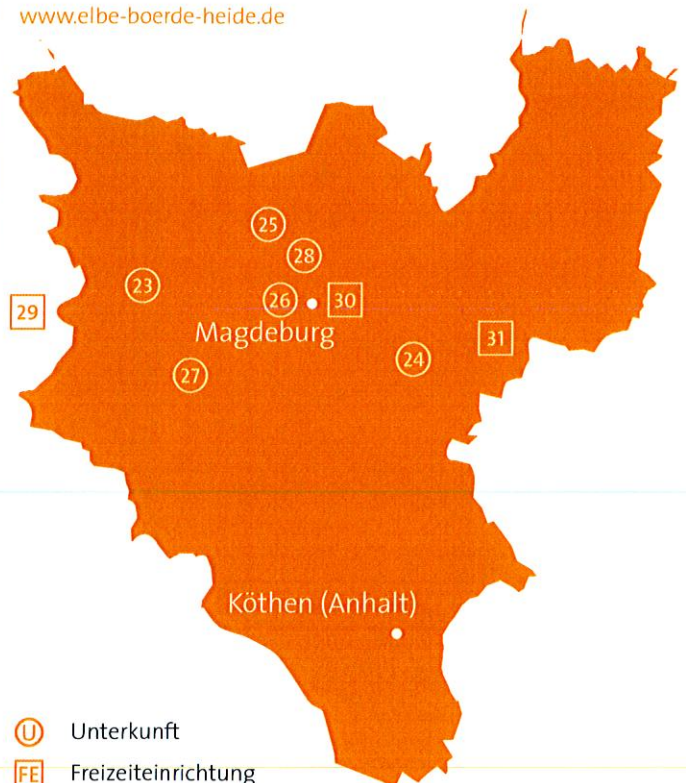 www.elbe-boerde-heide.de
25
28
23
26
30
29
Magdeburg
31
24
27
Köthen (Anhalt)
U Unterkunft
FE Freizeiteinrichtung